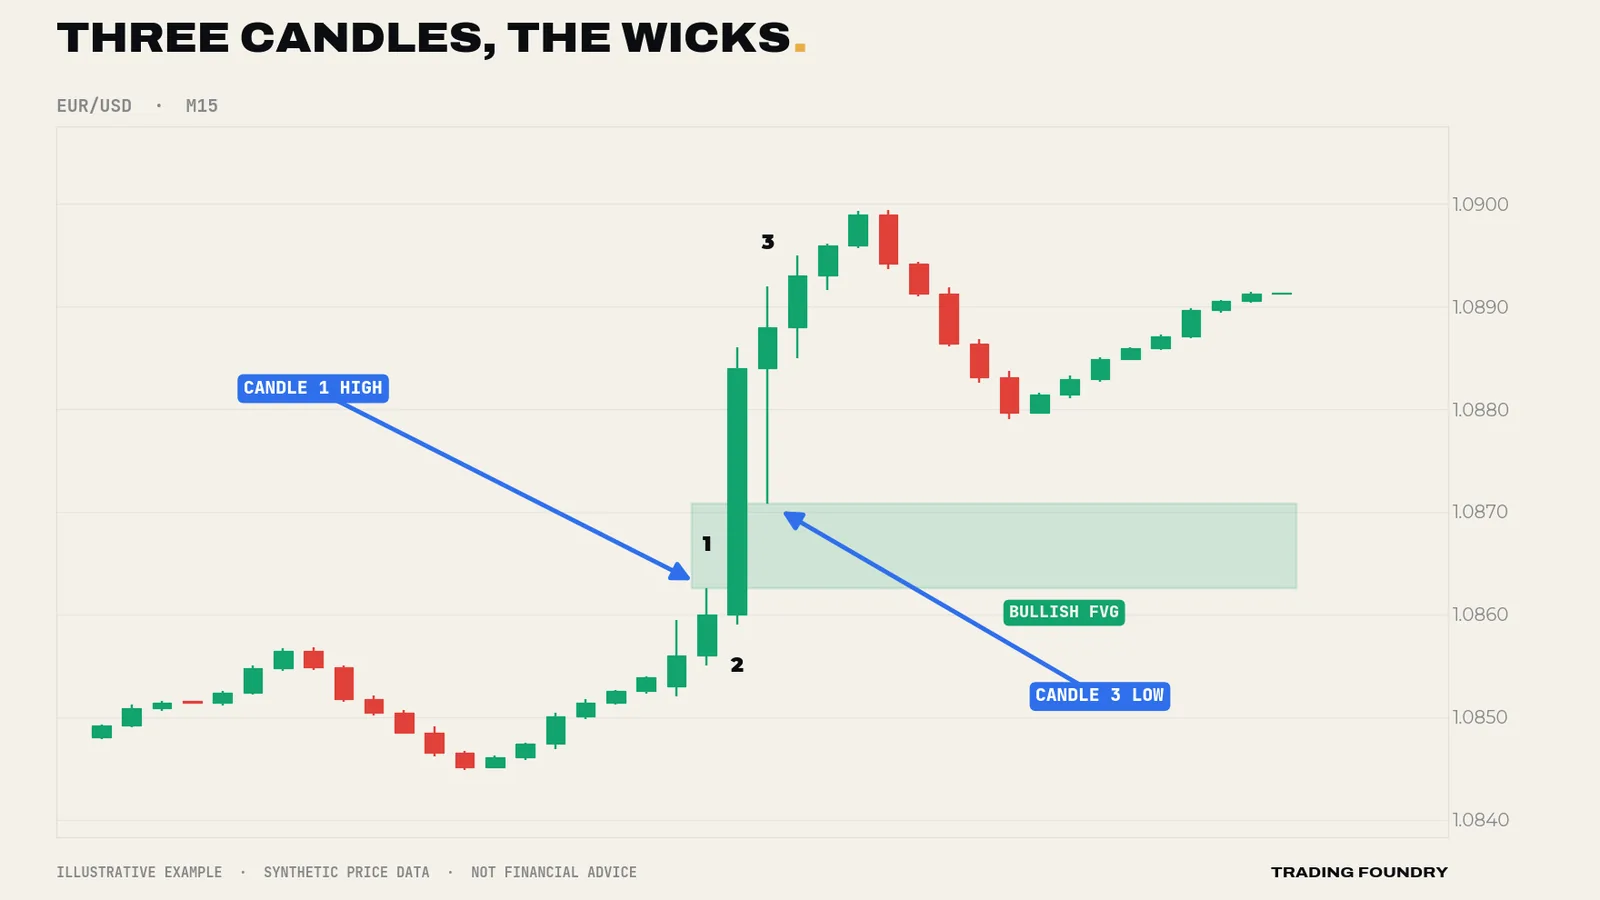 THREE CANDLES, THE WICKS.
EUR/USD · M15
1.0900
3
1.0890
CANDLE 1 HIGH
1.0880
1.0870
1
BULLISH FVG
1.0860
2
CANDLE 3 LOW
1.0850
1.0840
ILLUSTRATIVE EXAMPLE · SYNTHETIC PRICE DATA · NOT FINANCIAL ADVICE
TRADING FOUNDRY